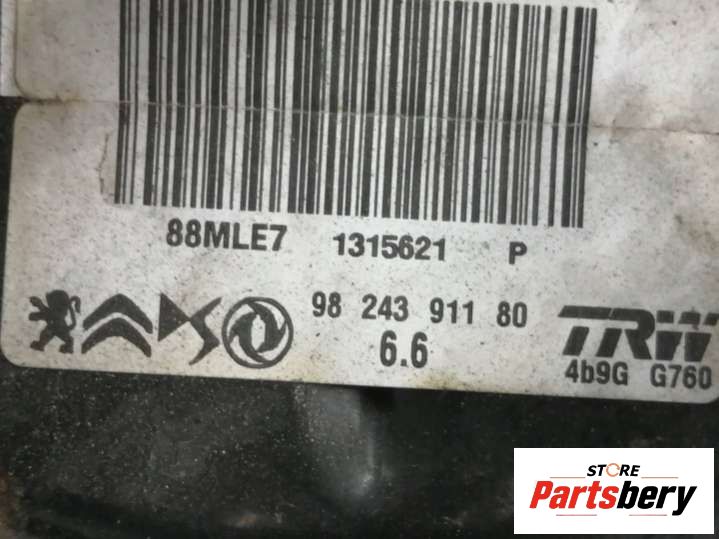 88MLE7 1315621 P
98 243 911 80
6.6
TRW
4b9G G760
STORE
Partsbery